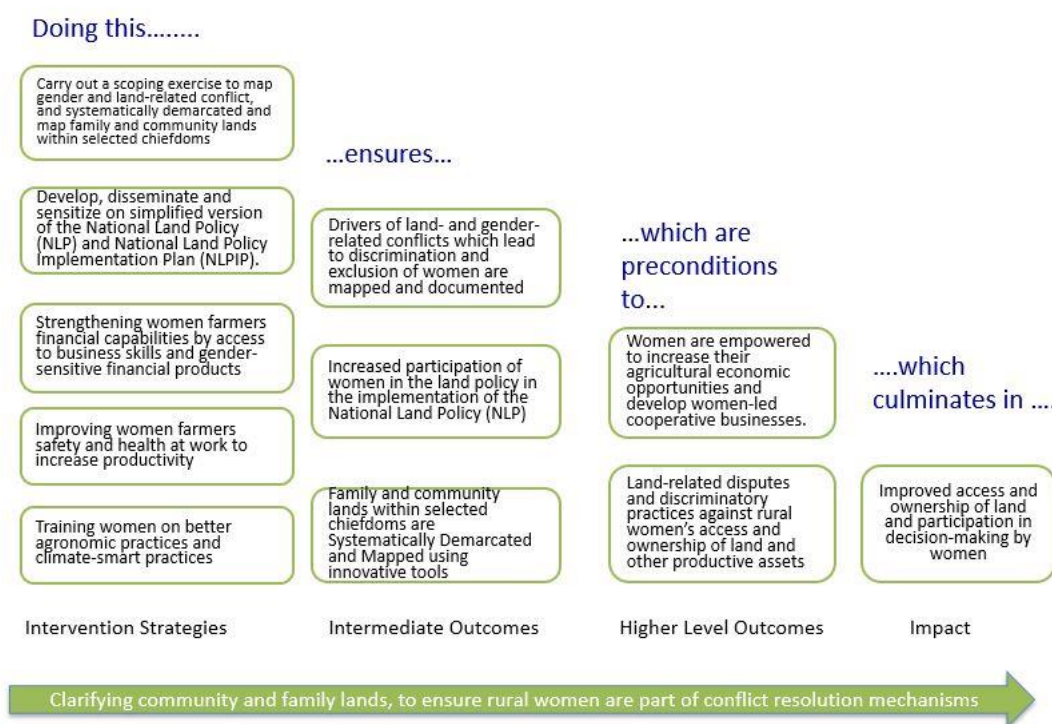 Doing this........
Carry out a scoping exercise to map
gender and land-related conflict,
and systematically demarcated and
map family and community lands
within selected chiefdoms
Develop, disseminate and
sensitize on simplified version
of the National Land Policy
(NLP) and National Land Policy
Implementation Plan (NLPIP).
Strengthening women farmers
financial capabilities by access
to business skills and gender-
sensitive financial products
Improving women farmers
safety and health at work to
increase productivity
Training women on better
agronomic practices and
climate-smart practices
Intervention Strategies
...ensures...
Drivers of land- and gender-
related conflicts which lead
to discrimination and
exclusion of women are
mapped and documented
Increased participation of
women in the land policy in
the implementation of the
National Land Policy (NLP)
Family and community
lands within selected
chiefdoms are
Systematically Demarcated
and Mapped using
innovative tools
Intermediate Outcomes
...which are
preconditions
to...
Women are empowered
to increase their
agricultural economic
opportunities and
develop women-led
cooperative businesses.
Land-related disputes
and discriminatory
practices against rural
women's access and
ownership of land and
other productive assets
Higher Level Outcomes
....which
culminates in ....
Improved access and
ownership of land
and participation in
decision-making by
women
Impact
Clarifying community and family lands, to ensure rural women are part of conflict resolution mechanisms